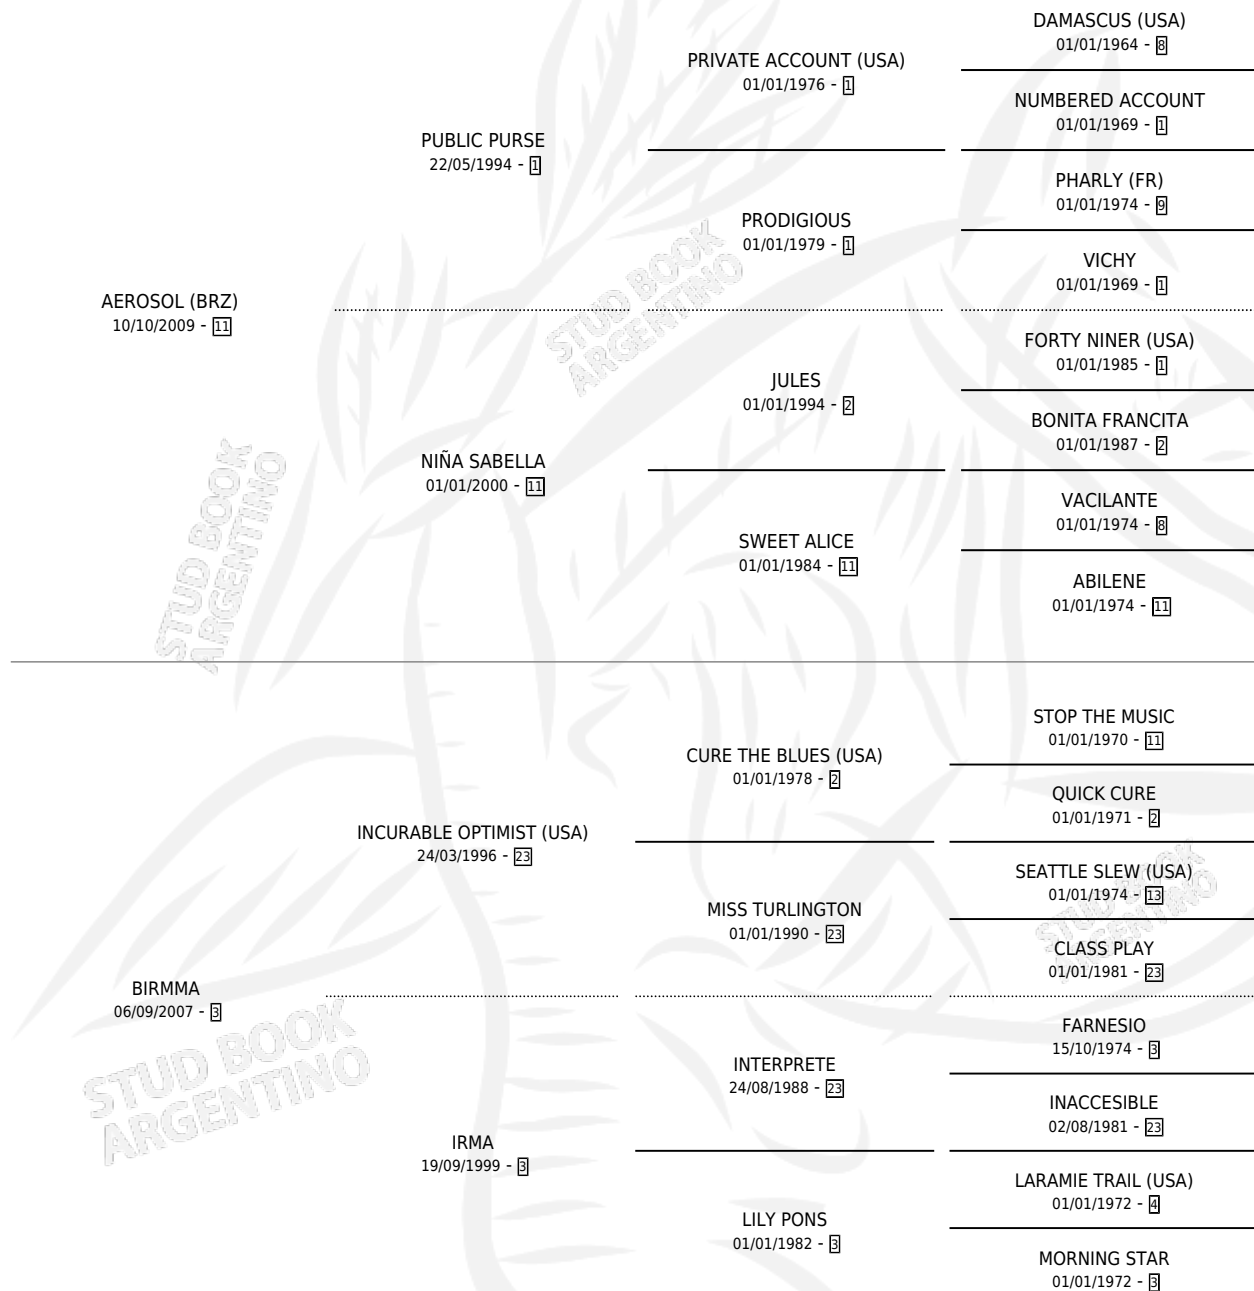 DAMASCUS (USA)
01/01/1964 - 8
PRIVATE ACCOUNT (USA)
01/01/1976 - 1
NUMBERED ACCOUNT
01/01/1969 - 1
PUBLIC PURSE
22/05/1994 - 1
PHARLY (FR)
01/01/1974 - 9
PRODIGIOUS
01/01/1979 - 1
VICHY
01/01/1969 - 1
AEROSOL (BRZ)
10/10/2009 - 11
STUD BOOK
ARGENTINO
FORTY NINER (USA)
01/01/1985 - 1
JULES
01/01/1994 - 2
BONITA FRANCITA
01/01/1987 - 2
NIÑA SABELLA
01/01/2000 - 11
VACILANTE
01/01/1974 - 8
SWEET ALICE
01/01/1984 - 11
ABILENE
01/01/1974 - 11
STUD BOOK
ARGENTINO
STOP THE MUSIC
01/01/1970 - 11
CURE THE BLUES (USA)
01/01/1978 - 2
QUICK CURE
01/01/1971 - 2
INCURABLE OPTIMIST (USA)
24/03/1996 - 23
SEATTLE SLEW (USA)
01/01/1974 - 13
MISS TURLINGTON
01/01/1990 - 23
CLASS PLAY
01/01/1981 - 23
STUD BOOK
ARGENTINO
BIRMMA
06/09/2007 - 3
FARNESIO
15/10/1974 - 3
INTERPRETE
24/08/1988 - 23
INACCESIBLE
02/08/1981 - 23
IRMA
19/09/1999 - 3
LARAMIE TRAIL (USA)
01/01/1972 - 4
LILY PONS
01/01/1982 - 3
MORNING STAR
01/01/1972 - 3
STUD BOOK
ARGENTINO